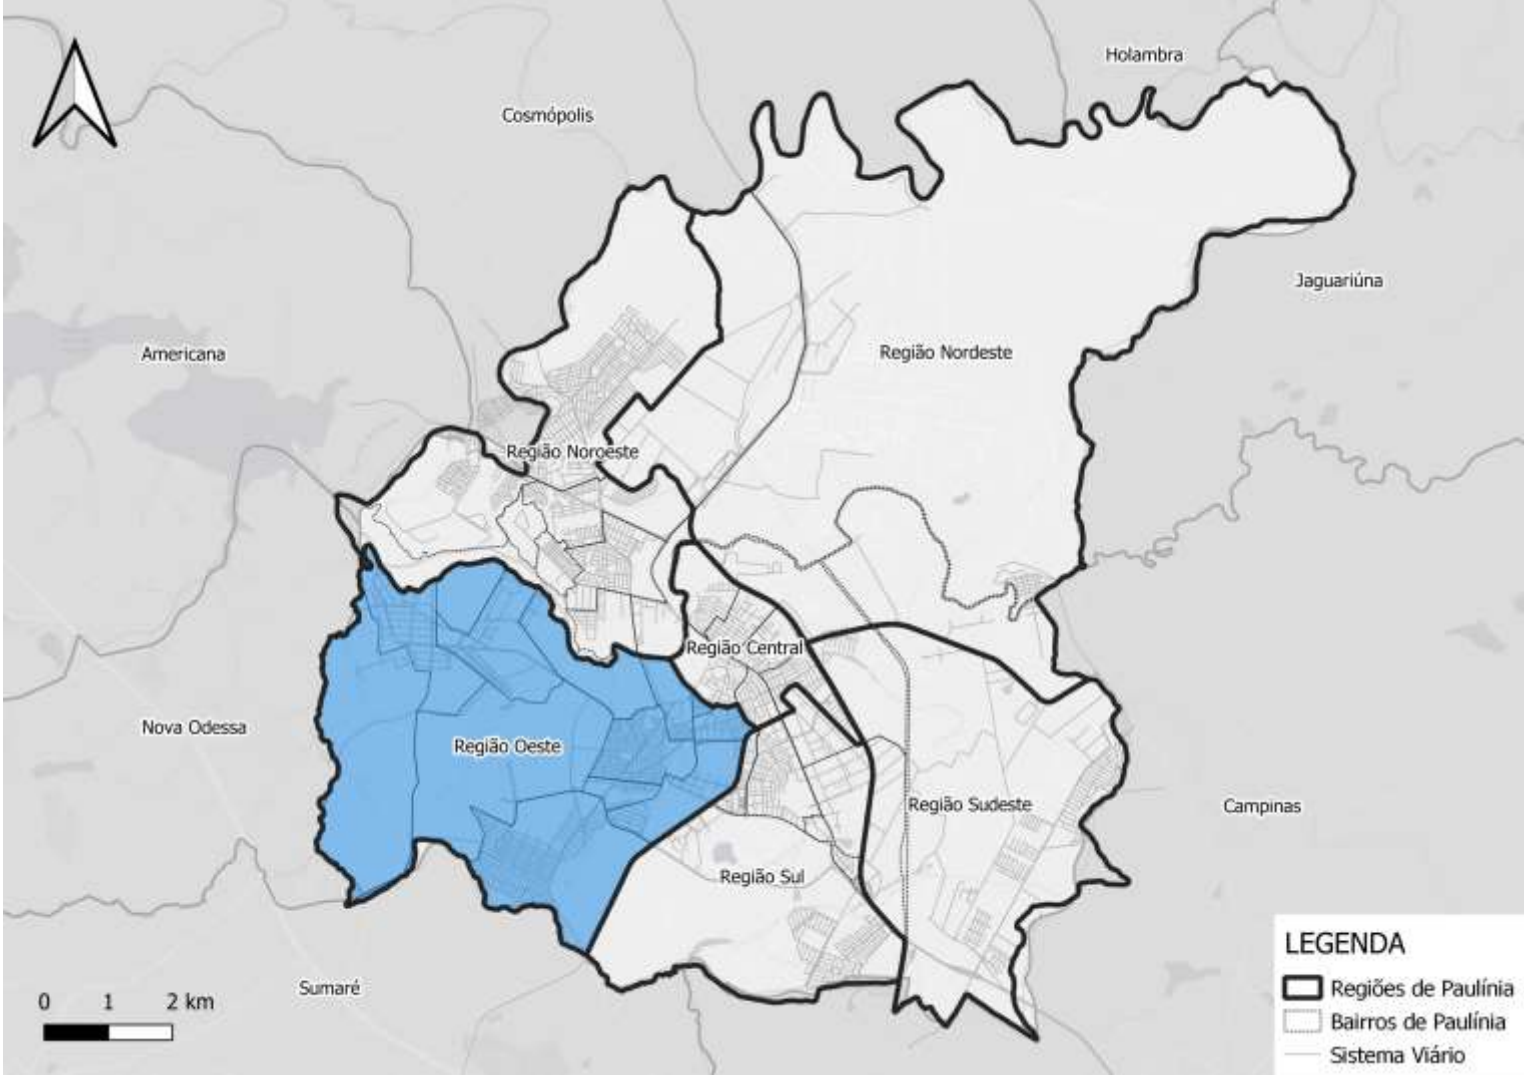 Holambra
Cosmópolis
Jaguariúna
Americana
Região Nordeste
Região Noroeste
Região Central
Nova Odessa
Região Oeste
Região Sudeste
Campinas
Região Sul
LEGENDA
Regiões de Paulínia
Bairros de Paulínia
Sistema Viário
Sumaré
0 1 2 km